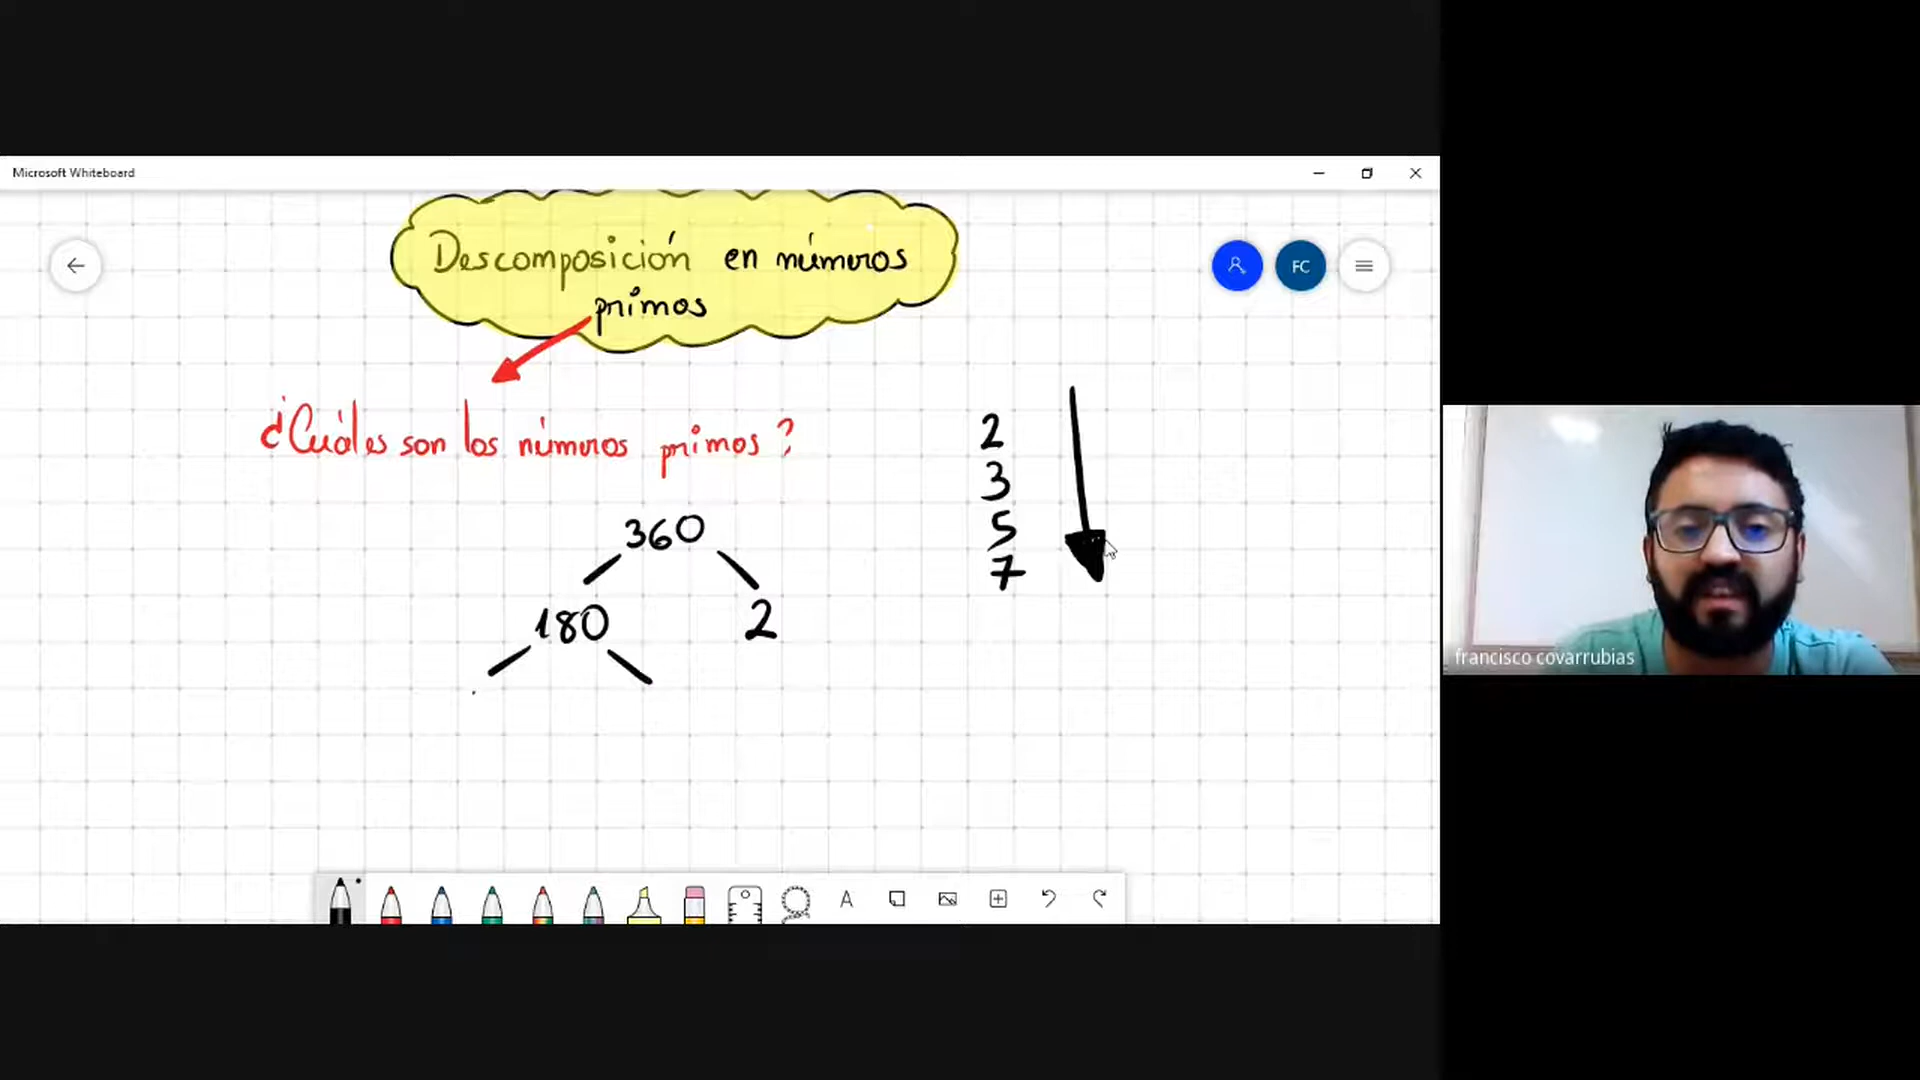 Microsoft Whiteboard
Descomposición en números
primos
FC
¿Cuáles son los números primos?
2
3
5
7
360
180 2
francisco covarrubias
A